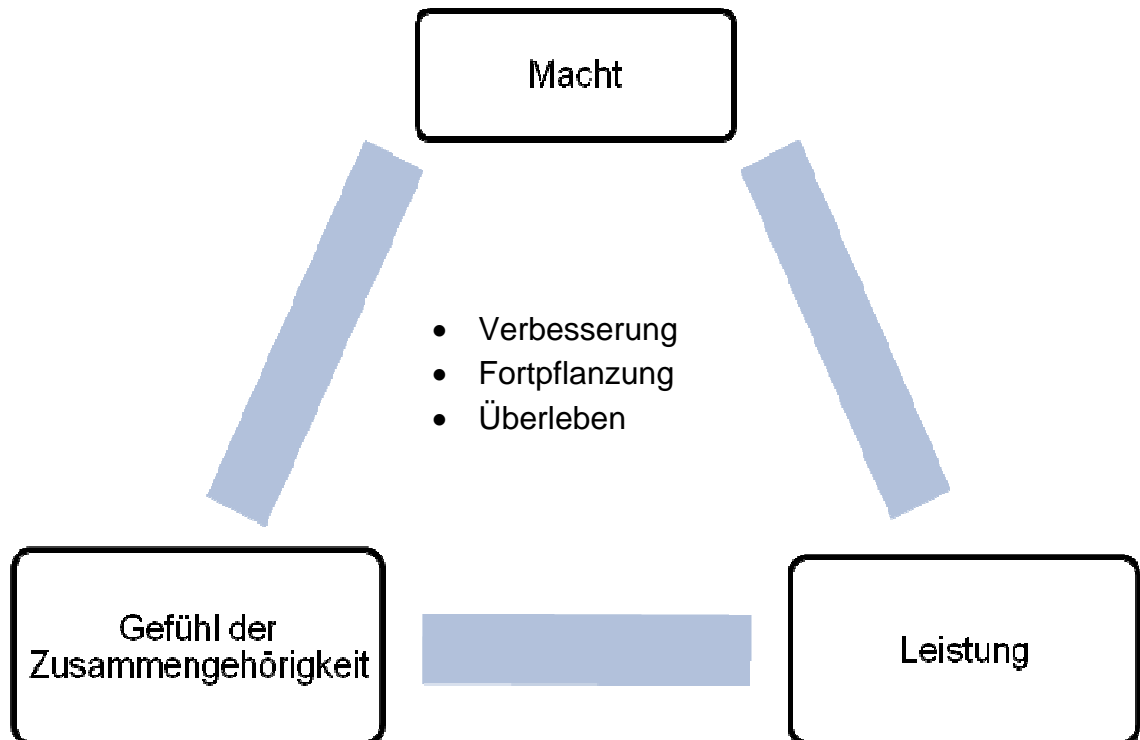 Macht
• Verbesserung
• Fortpflanzung
• Überleben
Gefühl der
Zusammengehörigkeit
Leistung